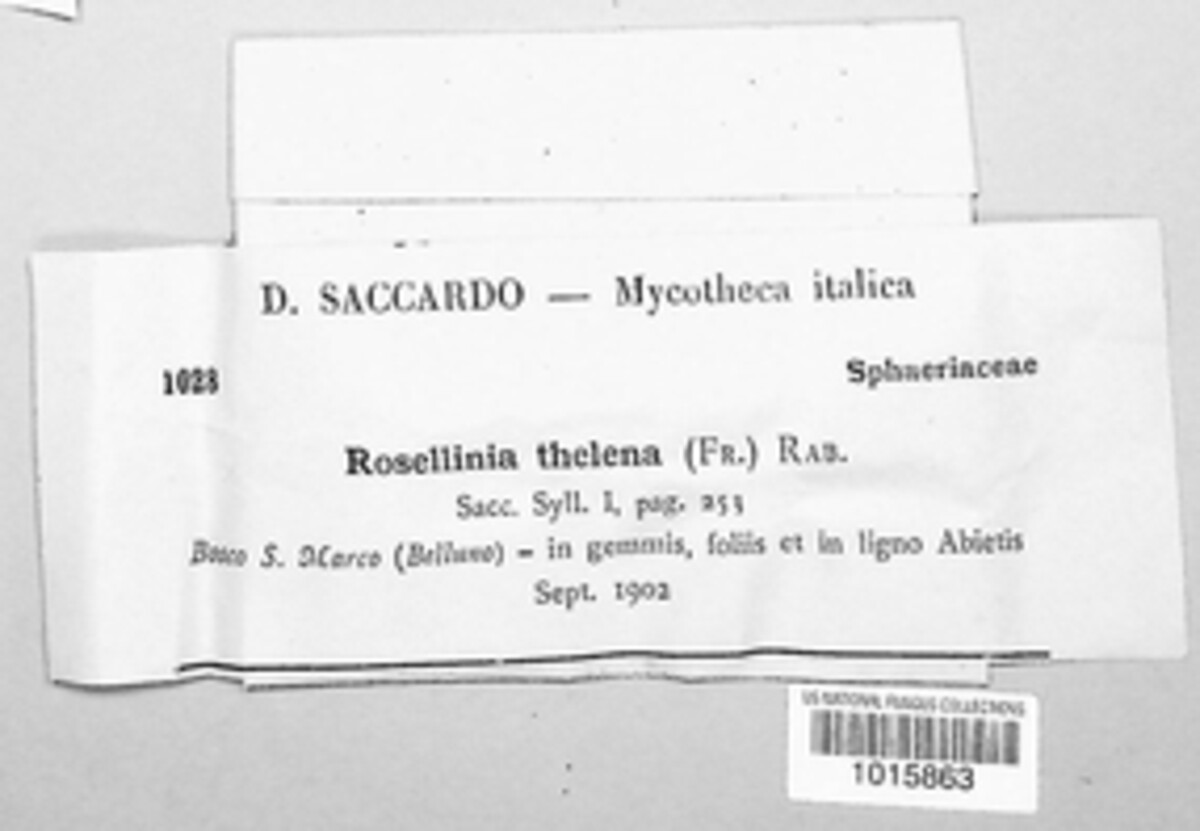 D. SACCARDO — Mycotheca italica
1028
Sphaeriaceae
Rosellinia thelena (FR.) RAB.
Sacc. Syll. I, pag. 253
Bosco S. Marco (Belluno) - in gemmis, foliis et in ligno Abietis
Sept. 1902
US NATIONAL FUNGUS COLLECTIONS
1015863